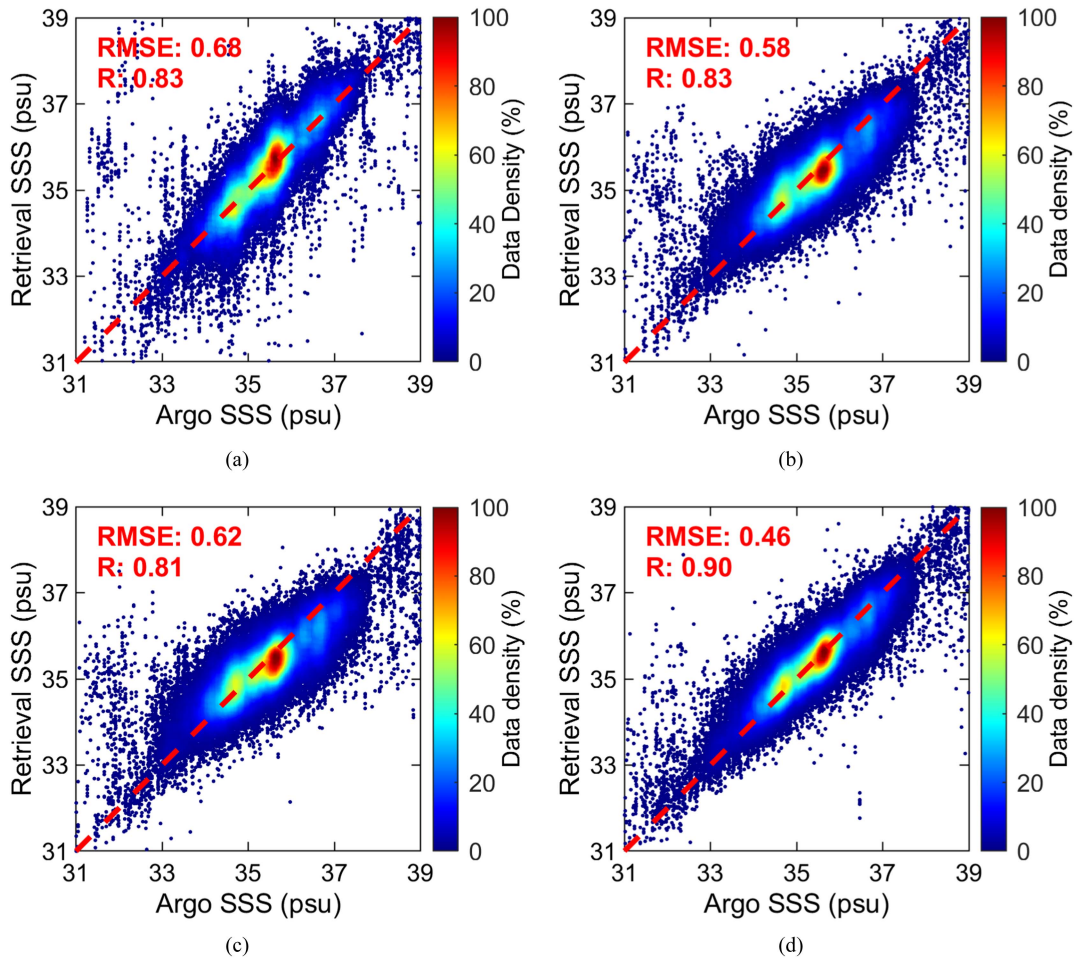 RMSE: 0.68
R: 0.83
39
37
35
33
31
31
33
35
37
39
Retrieval SSS (psu)
Argo SSS (psu)
100
80
60
40
20
0
Data Density (%)
(a)
RMSE: 0.58
R: 0.83
39
37
35
33
31
31
33
35
37
39
Retrieval SSS (psu)
Argo SSS (psu)
100
80
60
40
20
0
Data density (%)
(b)
RMSE: 0.62
R: 0.81
39
37
35
33
31
31
33
35
37
39
Retrieval SSS (psu)
Argo SSS (psu)
100
80
60
40
20
0
Data density (%)
(c)
RMSE: 0.46
R: 0.90
39
37
35
33
31
31
33
35
37
39
Retrieval SSS (psu)
Argo SSS (psu)
100
80
60
40
20
0
Data density (%)
(d)